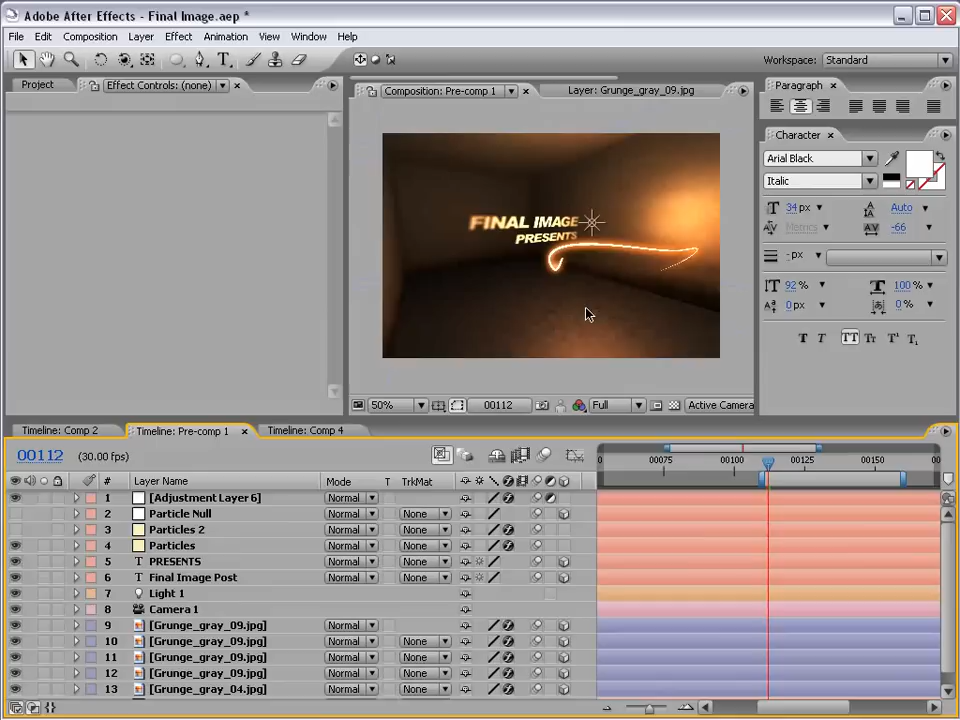 Adobe After Effects - Final Image.aep *
File Edit Composition Layer Effect Animation View Window Help
Workspace: Standard
Project Effect Controls: (none)
Composition: Pre-comp 1 Layer: Grunge_gray_09.jpg
Paragraph
Character
Arial Black
Italic
34 px Auto
Metrics -66
- px
92 % 100 %
0 px 0 %
FINAL IMAGE
PRESENTS
50% 00112 Full Active Camera
Timeline: Comp 2 Timeline: Pre-comp 1 Timeline: Comp 4
00112 (30.00 fps)
00075 00100 00125 00150
# Layer Name Mode T TrkMat
1 [Adjustment Layer 6] Normal
2 Particle Null Normal None
3 Particles 2 Normal None
4 Particles Normal None
5 PRESENTS Normal None
6 Final Image Post Normal None
7 Light 1
8 Camera 1
9 [Grunge_gray_09.jpg] Normal
10 [Grunge_gray_09.jpg] Normal None
11 [Grunge_gray_09.jpg] Normal None
12 [Grunge_gray_09.jpg] Normal None
13 [Grunge_gray_04.jpg] Normal None